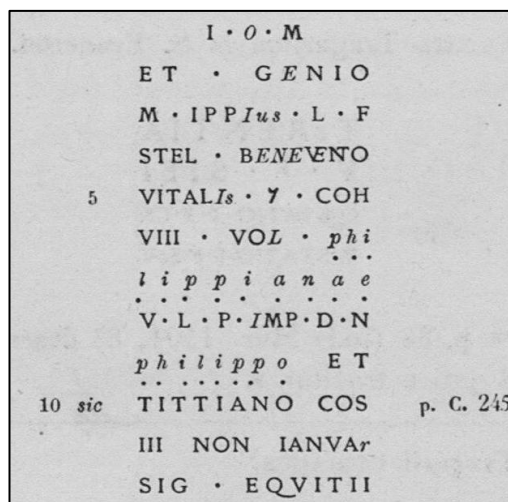 I · O · M
ET · GENIO
M · IPPIus · L · F
STEL · BENEVENTO
5 VITALIs · 7 · COH
VIII · VOL · phi
lippianae
V · L · P · IMP · D · N
philippo ET
10 sic TITTIANO COS p. C. 245
III NON IANVAr
SIG · EQVITII